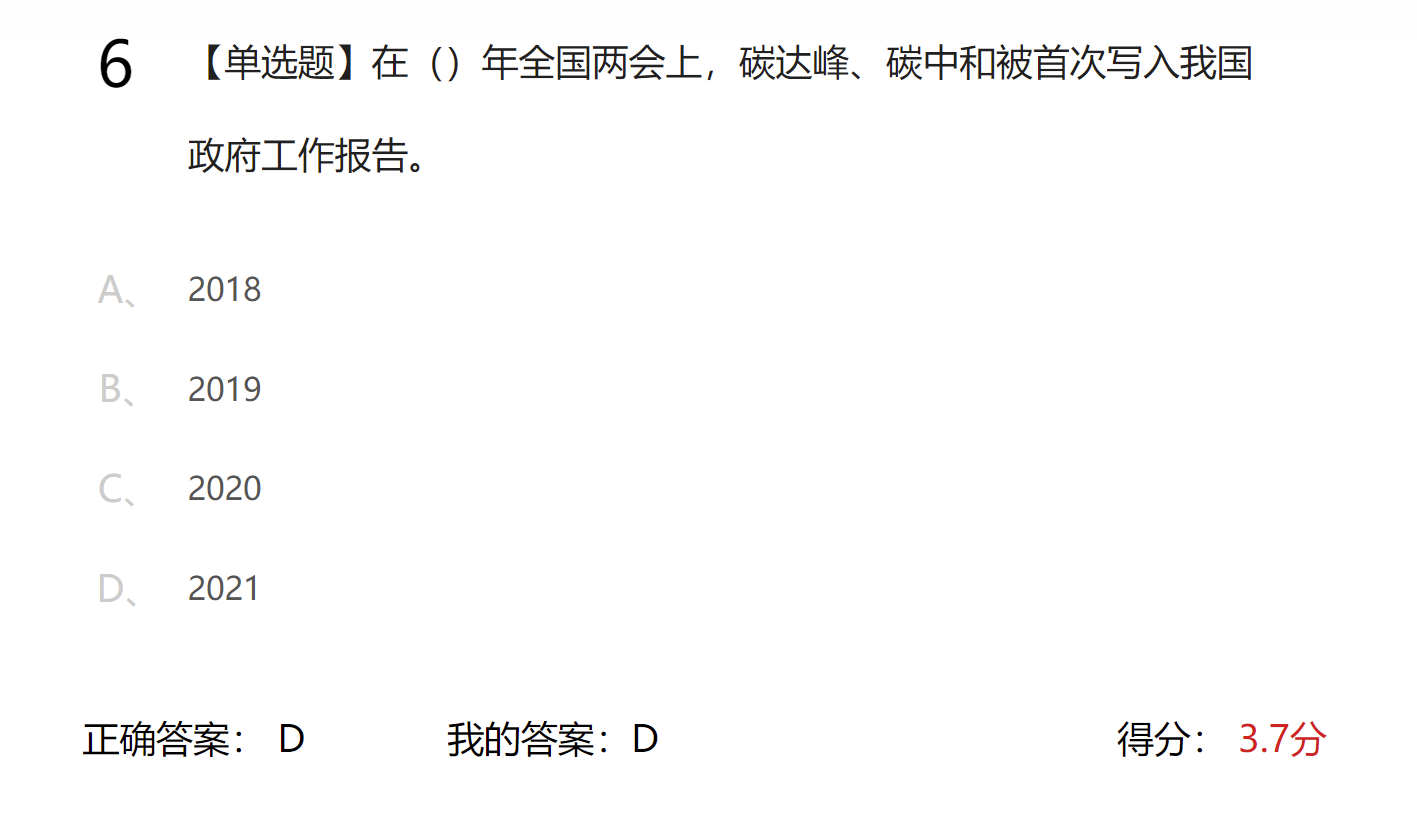 6 【单选题】在（）年全国两会上，碳达峰、碳中和被首次写入我国
政府工作报告。
A、 2018
B、 2019
C、 2020
D、 2021
正确答案： D 我的答案：D 得分： 3.7分